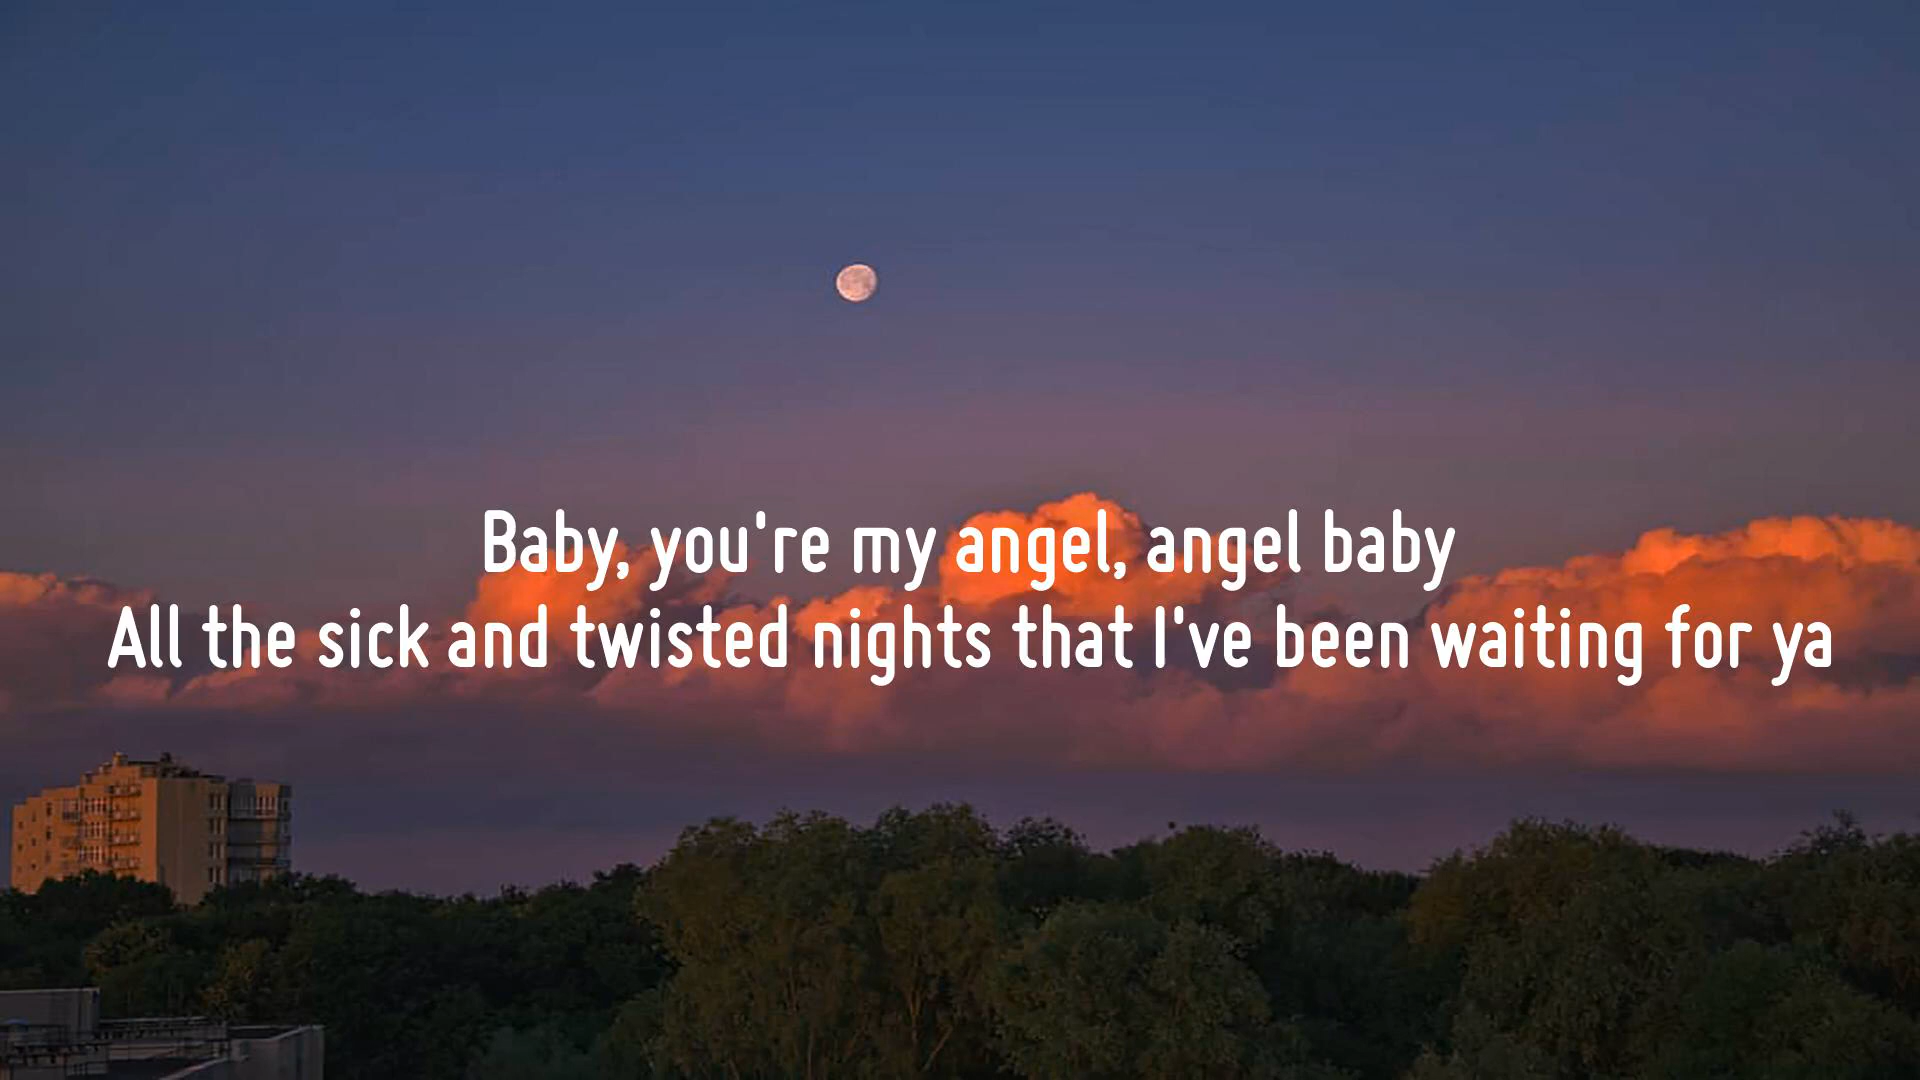 Baby, you're my angel, angel baby
All the sick and twisted nights that I've been waiting for ya